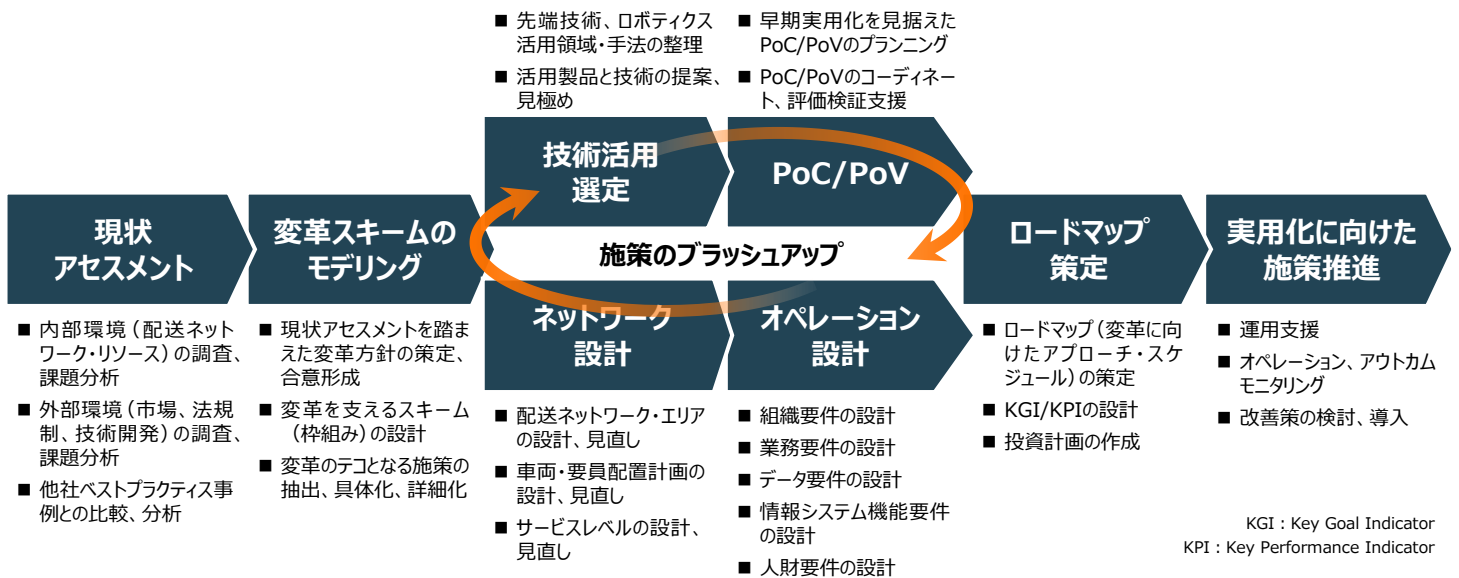 ■ 先端技術、ロボティクス
活用領域・手法の整理
■ 活用製品と技術の提案、
見極め
■ 早期実用化を見据えた
PoC/PoVのプランニング
■ PoC/PoVのコーディネー
ト、評価検証支援
技術活用
選定
PoC/PoV
現状
アセスメント
変革スキームの
モデリング
施策のブラッシュアップ
ロードマップ
策定
実用化に向けた
施策推進
ネットワーク
設計
オペレーション
設計
■ 内部環境（配送ネット
ワーク・リソース）の調査、
課題分析
■ 外部環境（市場、法規
制、技術開発）の調査、
課題分析
■ 他社ベストプラクティス事
例との比較、分析
■ 現状アセスメントを踏ま
えた変革方針の策定、
合意形成
■ 変革を支えるスキーム
（枠組み）の設計
■ 変革のテコとなる施策の
抽出、具体化、詳細化
■ 配送ネットワーク・エリア
の設計、見直し
■ 車両・要員配置計画の
設計、見直し
■ サービスレベルの設計、
見直し
■ 組織要件の設計
■ 業務要件の設計
■ データ要件の設計
■ 情報システム機能要件
の設計
■ 人財要件の設計
■ ロードマップ（変革に向
けたアプローチ・スケ
ジュール）の策定
■ KGI/KPIの設計
■ 投資計画の作成
■ 運用支援
■ オペレーション、アウトカム
モニタリング
■ 改善策の検討、導入
KGI：Key Goal Indicator
KPI：Key Performance Indicator